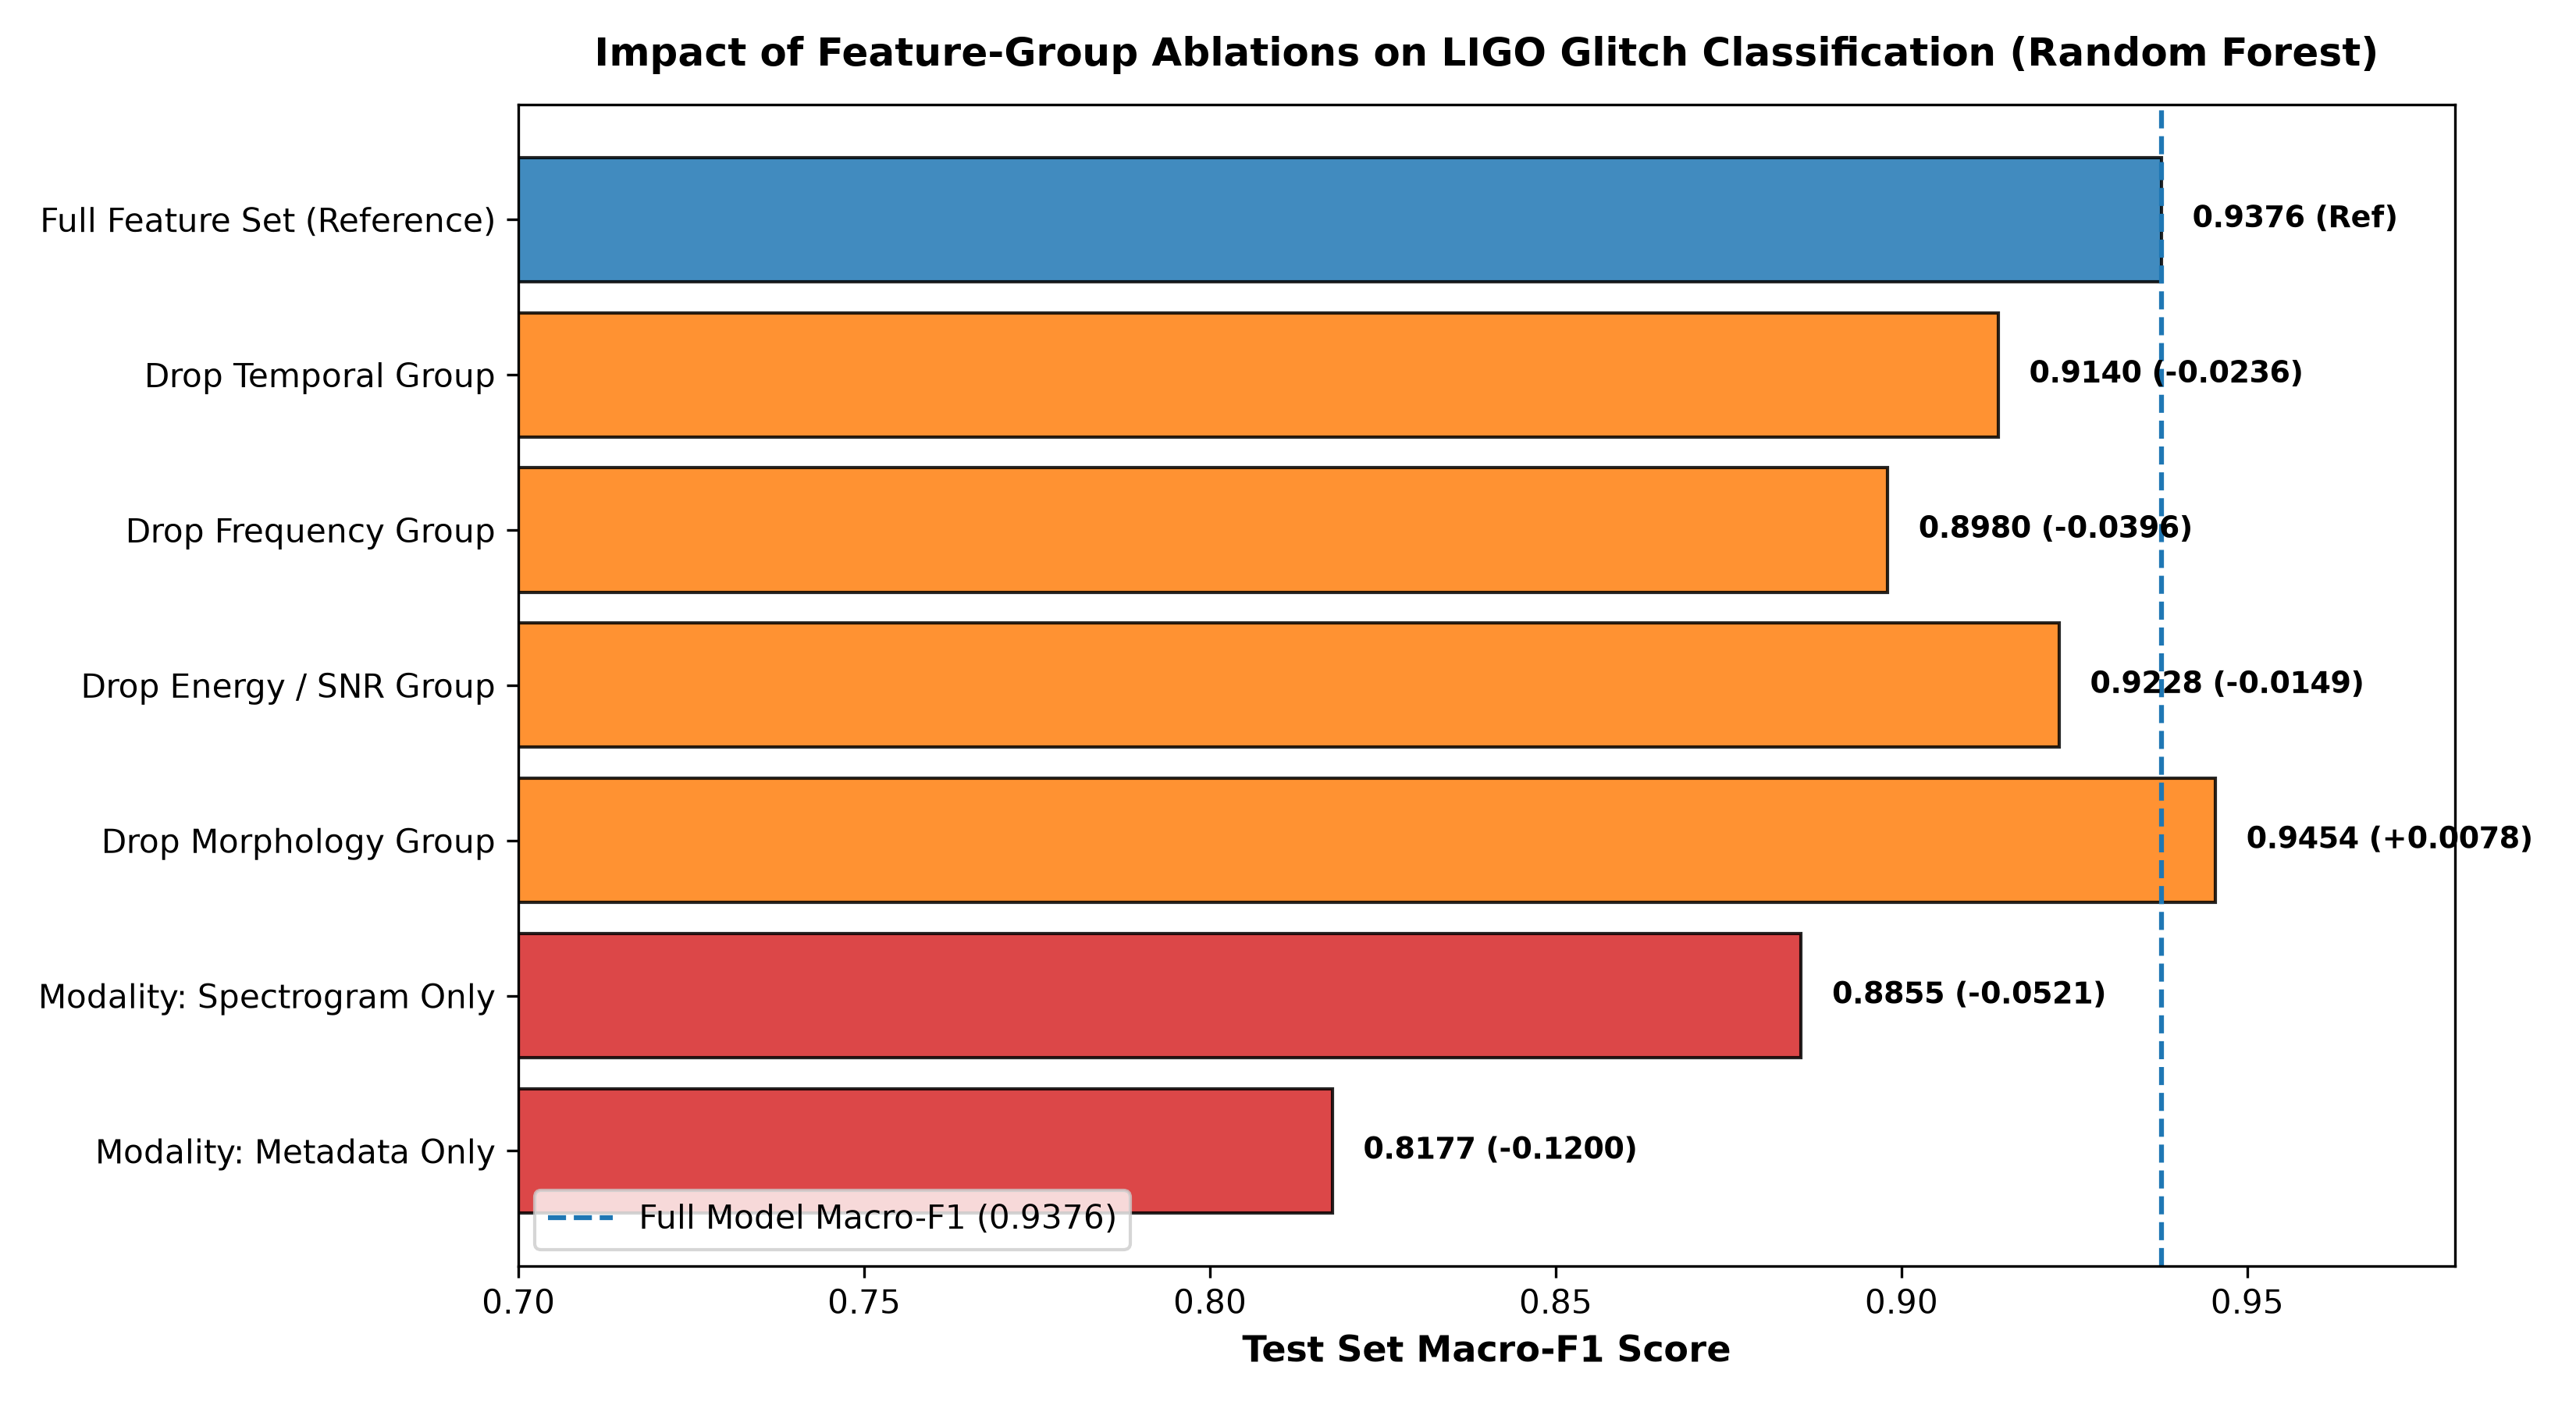 Impact of Feature-Group Ablations on LIGO Glitch Classification (Random Forest)
Full Feature Set (Reference)
0.9376 (Ref)
Drop Temporal Group
0.9140 (-0.0236)
Drop Frequency Group
0.8980 (-0.0396)
Drop Energy / SNR Group
0.9228 (-0.0149)
Drop Morphology Group
0.9454 (+0.0078)
Modality: Spectrogram Only
0.8855 (-0.0521)
Modality: Metadata Only
0.8177 (-0.1200)
Full Model Macro-F1 (0.9376)
0.70 0.75 0.80 0.85 0.90 0.95
Test Set Macro-F1 Score